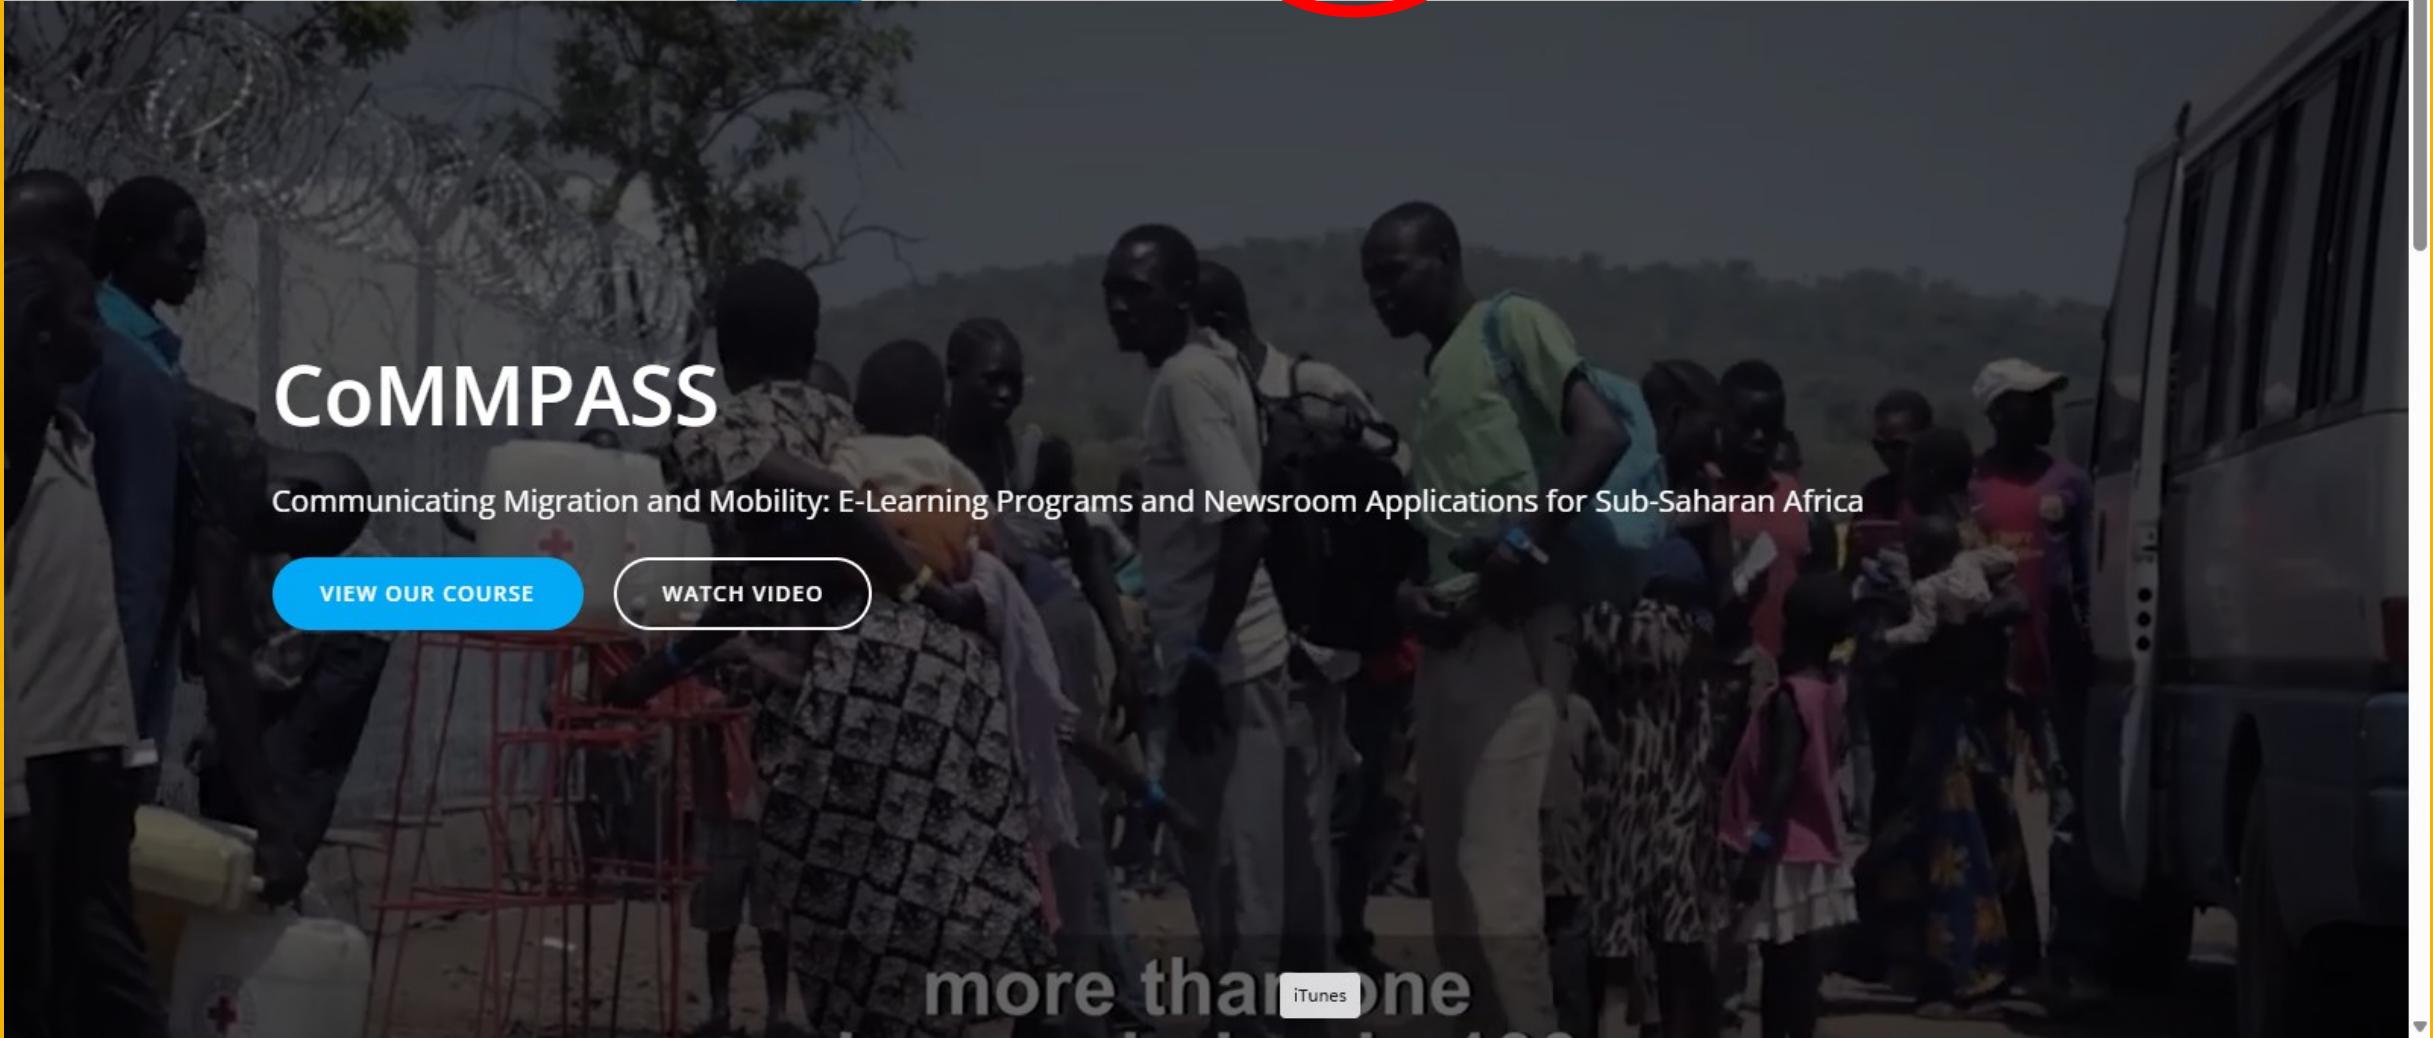 CoMMPASS
Communicating Migration and Mobility: E-Learning Programs and Newsroom Applications for Sub-Saharan Africa
VIEW OUR COURSE
WATCH VIDEO
more than one
iTunes